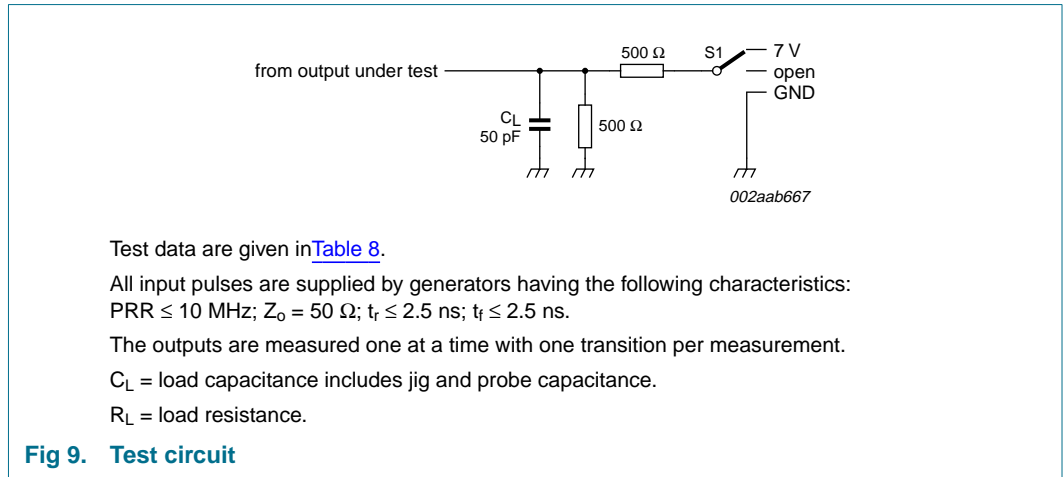 500 Ω S1 7 V
from output under test open
GND
CL
50 pF 500 Ω
002aab667
Test data are given inTable 8.
All input pulses are supplied by generators having the following characteristics:
PRR ≤ 10 MHz; Zo = 50 Ω; tr ≤ 2.5 ns; tf ≤ 2.5 ns.
The outputs are measured one at a time with one transition per measurement.
CL = load capacitance includes jig and probe capacitance.
RL = load resistance.
Fig 9. Test circuit